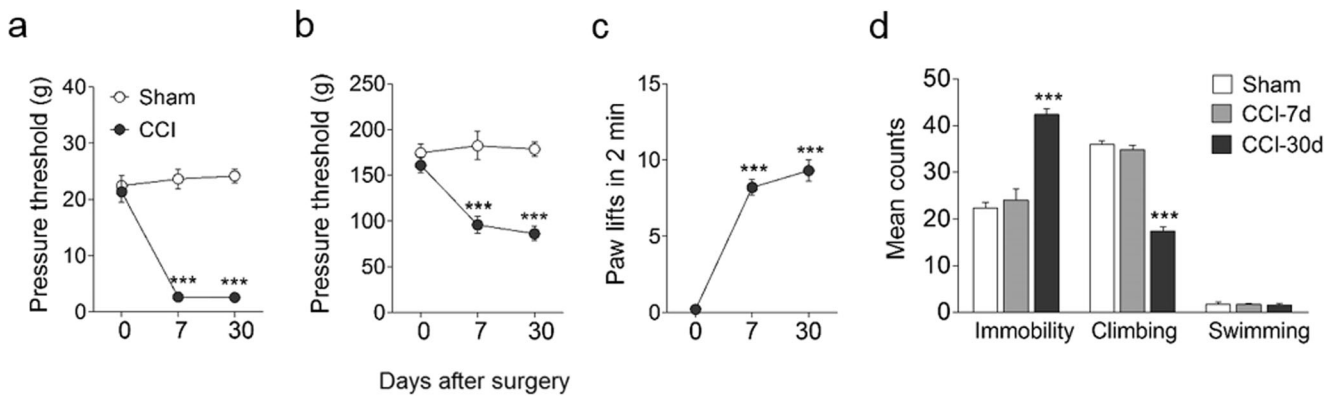 a
Pressure threshold (g)
40
30
20
10
0
Sham
CCI
***
***
0
7
30
b
Pressure threshold (g)
250
200
150
100
50
0
***
***
0
7
30
Days after surgery
c
Paw lifts in 2 min
15
10
5
0
***
***
0
7
30
d
Mean counts
50
40
30
20
10
0
***
***
Immobility
Climbing
Swimming
Sham
CCI-7d
CCI-30d